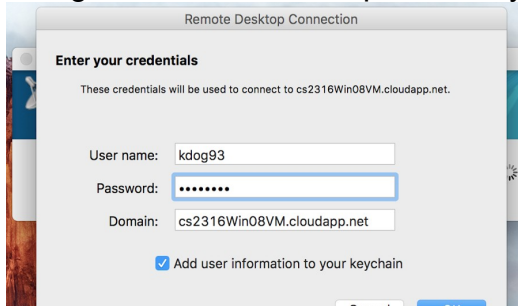 Remote Desktop Connection
Enter your credentials
These credentials will be used to connect to cs2316Win08VM.cloudapp.net.
User name: kdog93
Password: ••••••••
Domain: cs2316Win08VM.cloudapp.net
Add user information to your keychain